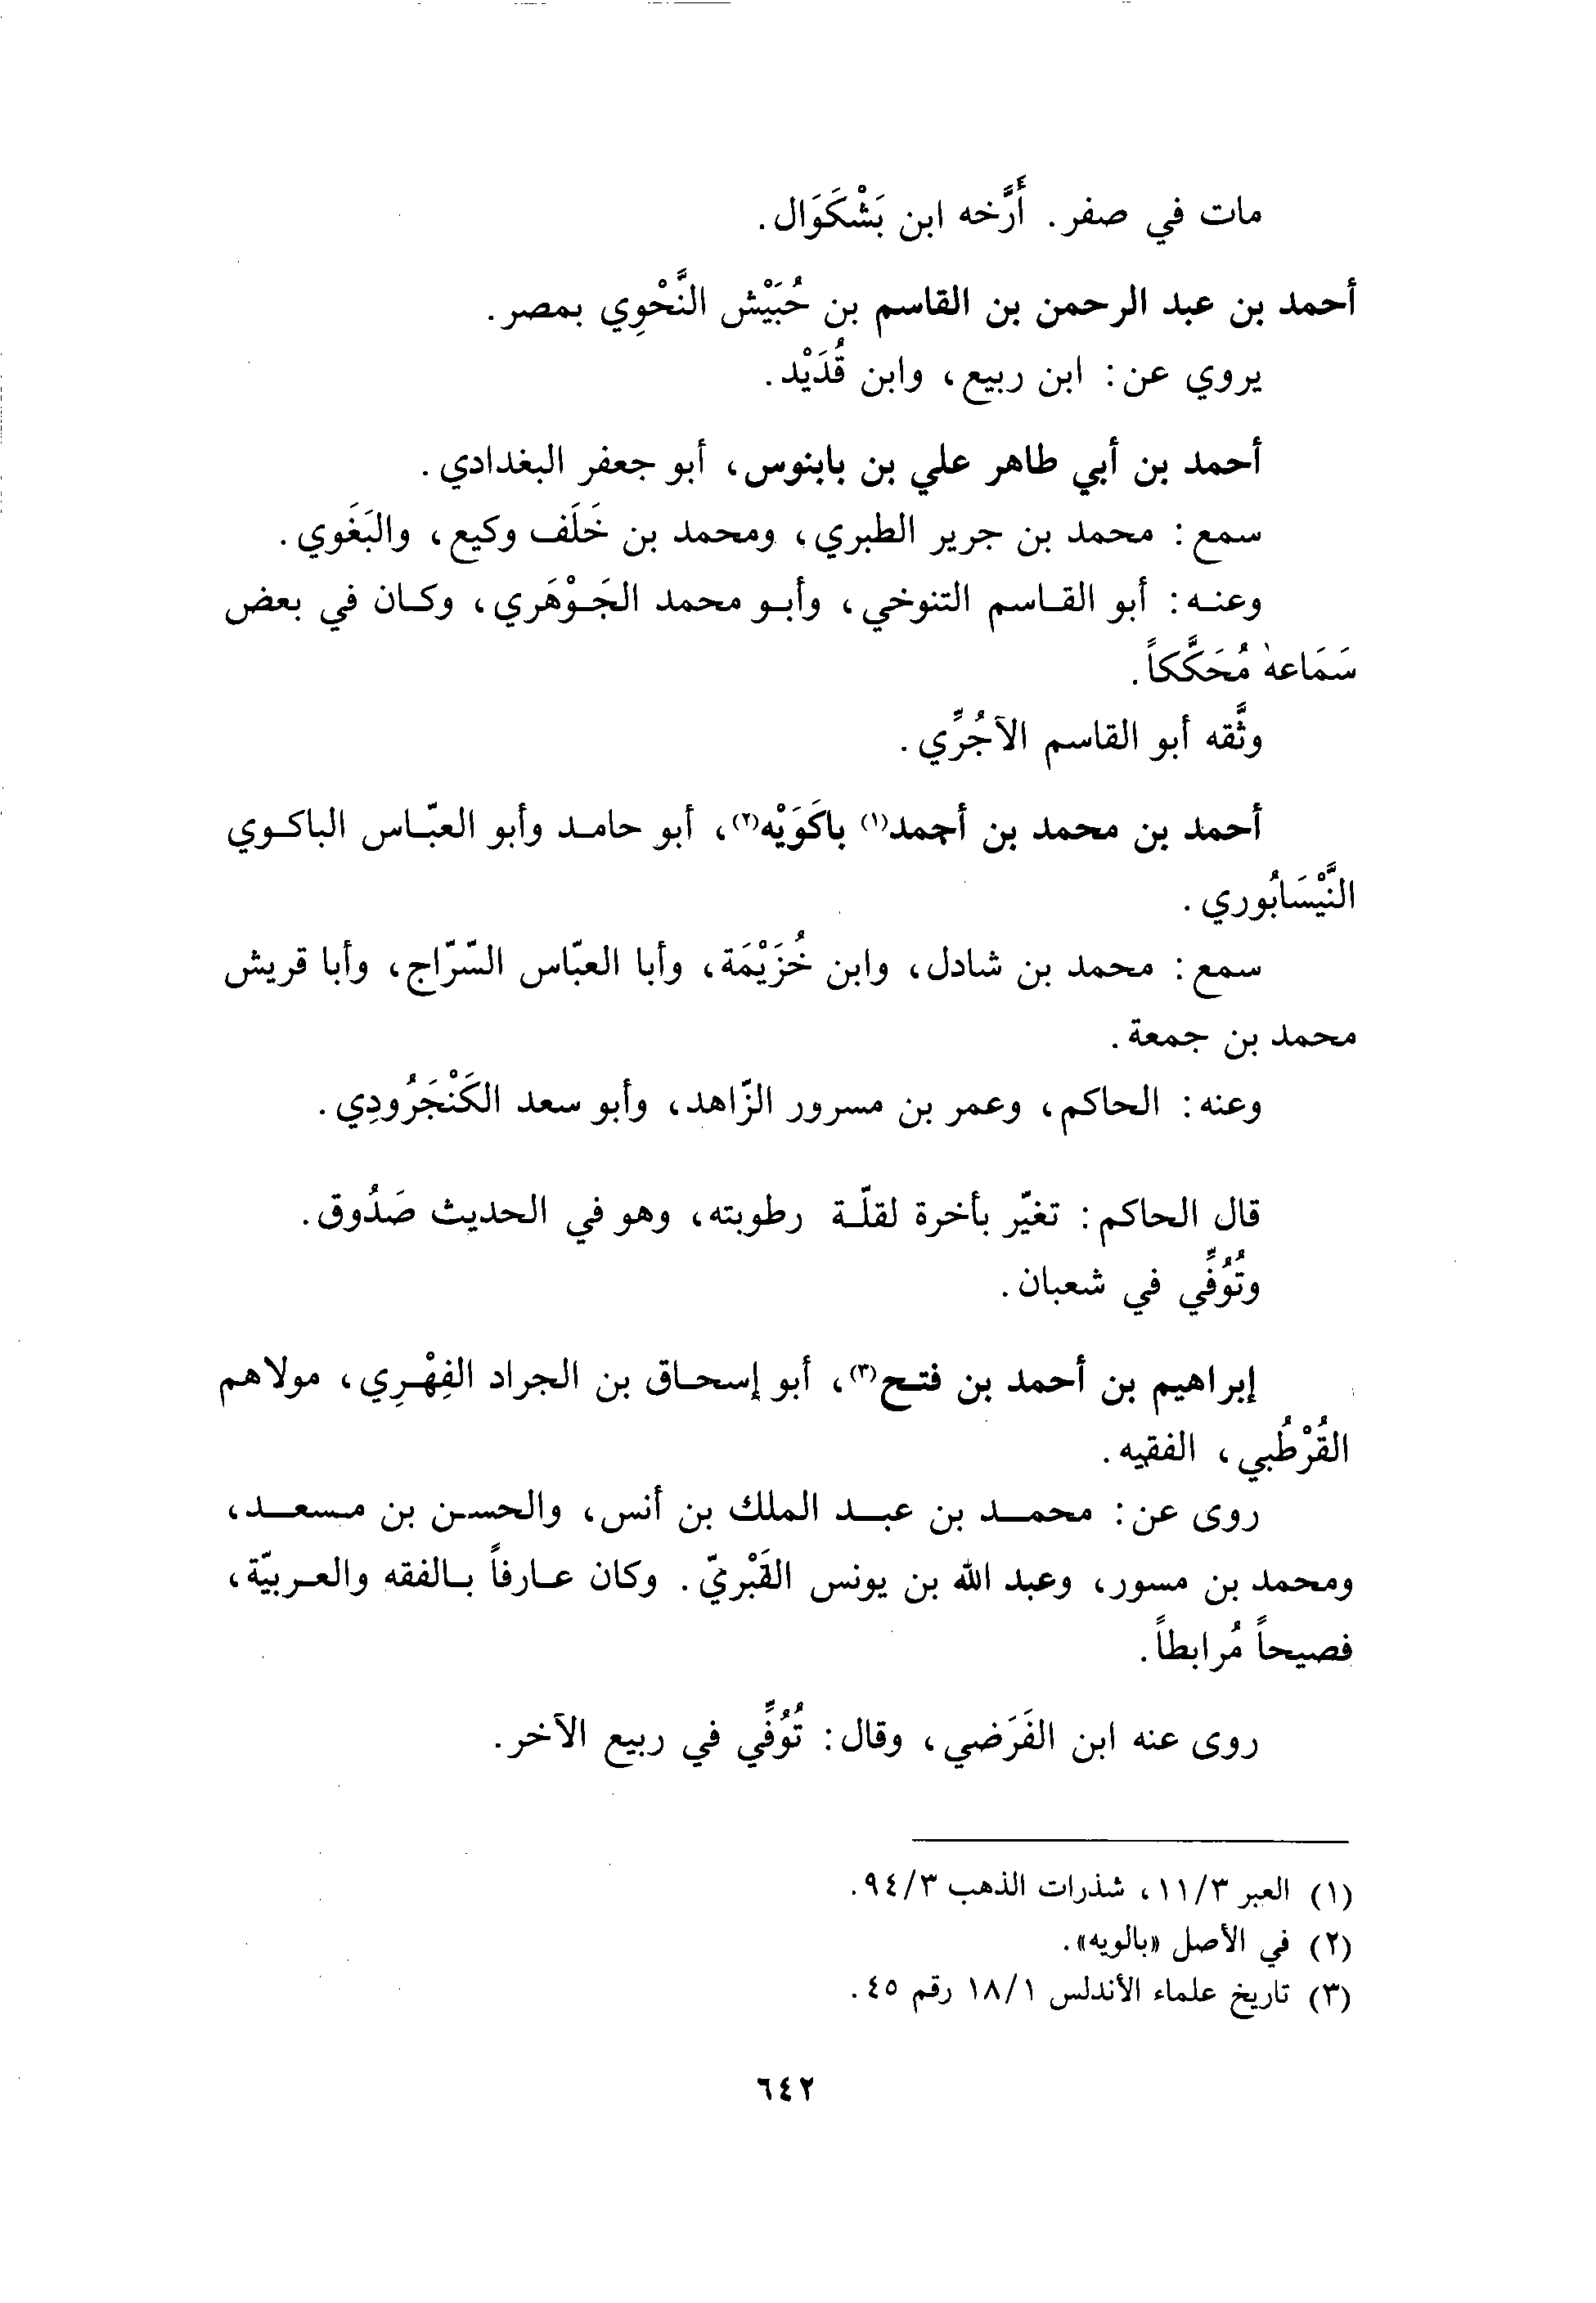 مات في صفر. أَرَّخه ابن بَشْكَوَال.
أحمد بن عبد الرحمن بن القاسم بن حُبَيْش النَّحْوِي بمصر.
يروي عن: ابن ربيع، وابن قُدَيْد.
أحمد بن أبي طاهر علي بن بابنوس، أبو جعفر البغدادي.
سمع: محمد بن جرير الطبري، ومحمد بن خَلَف وكيع، والبَغَوي.
وعنه: أبو القاسم التنوخي، وأبو محمد الجَوْهَري، وكان في بعض
سَمَاعه مُحَكَّكاً.
وثَّقه أبو القاسم الآجُرِّي.
أحمد بن محمد بن أحمد(١) باكَوَيْه(٢)، أبو حامد وأبو العبّاس الباكوي
النَّيْسَابُوري.
سمع: محمد بن شادل، وابن خُزَيْمَة، وأبا العبّاس السّرّاج، وأبا قريش
محمد بن جمعة.
وعنه: الحاكم، وعمر بن مسرور الزّاهد، وأبو سعد الكَنْجَرُودِي.
قال الحاكم: تغيّر بأخرة لقلّة رطوبته، وهو في الحديث صَدُوق.
وتُوُفِّي في شعبان.
إبراهيم بن أحمد بن فتح(٣)، أبو إسحاق بن الجراد الفِهْرِي، مولاهم
القُرْطُبي، الفقيه.
روى عن: محمد بن عبد الملك بن أنس، والحسن بن مسعد،
ومحمد بن مسور، وعبد الله بن يونس القَبْريّ. وكان عارفاً بالفقه والعربيّة،
فصيحاً مُرابطاً.
روى عنه ابن الفَرَضي، وقال: تُوُفِّي في ربيع الآخر.
(١) العبر ١١/٣، شذرات الذهب ٩٤/٣.
(٢) في الأصل «بالويه».
(٣) تاريخ علماء الأندلس ١٨/١ رقم ٤٥.
٦٤٢